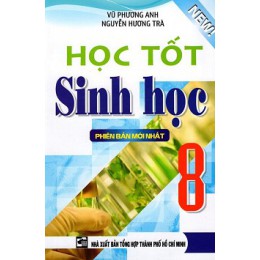 VŨ PHƯƠNG ANH
NGUYỄN HƯƠNG TRÀ
NEW!
HỌC TỐT
Sinh học
PHIÊN BẢN MỚI NHẤT
8
NHÀ XUẤT BẢN TỔNG HỢP THÀNH PHỐ HỒ CHÍ MINH